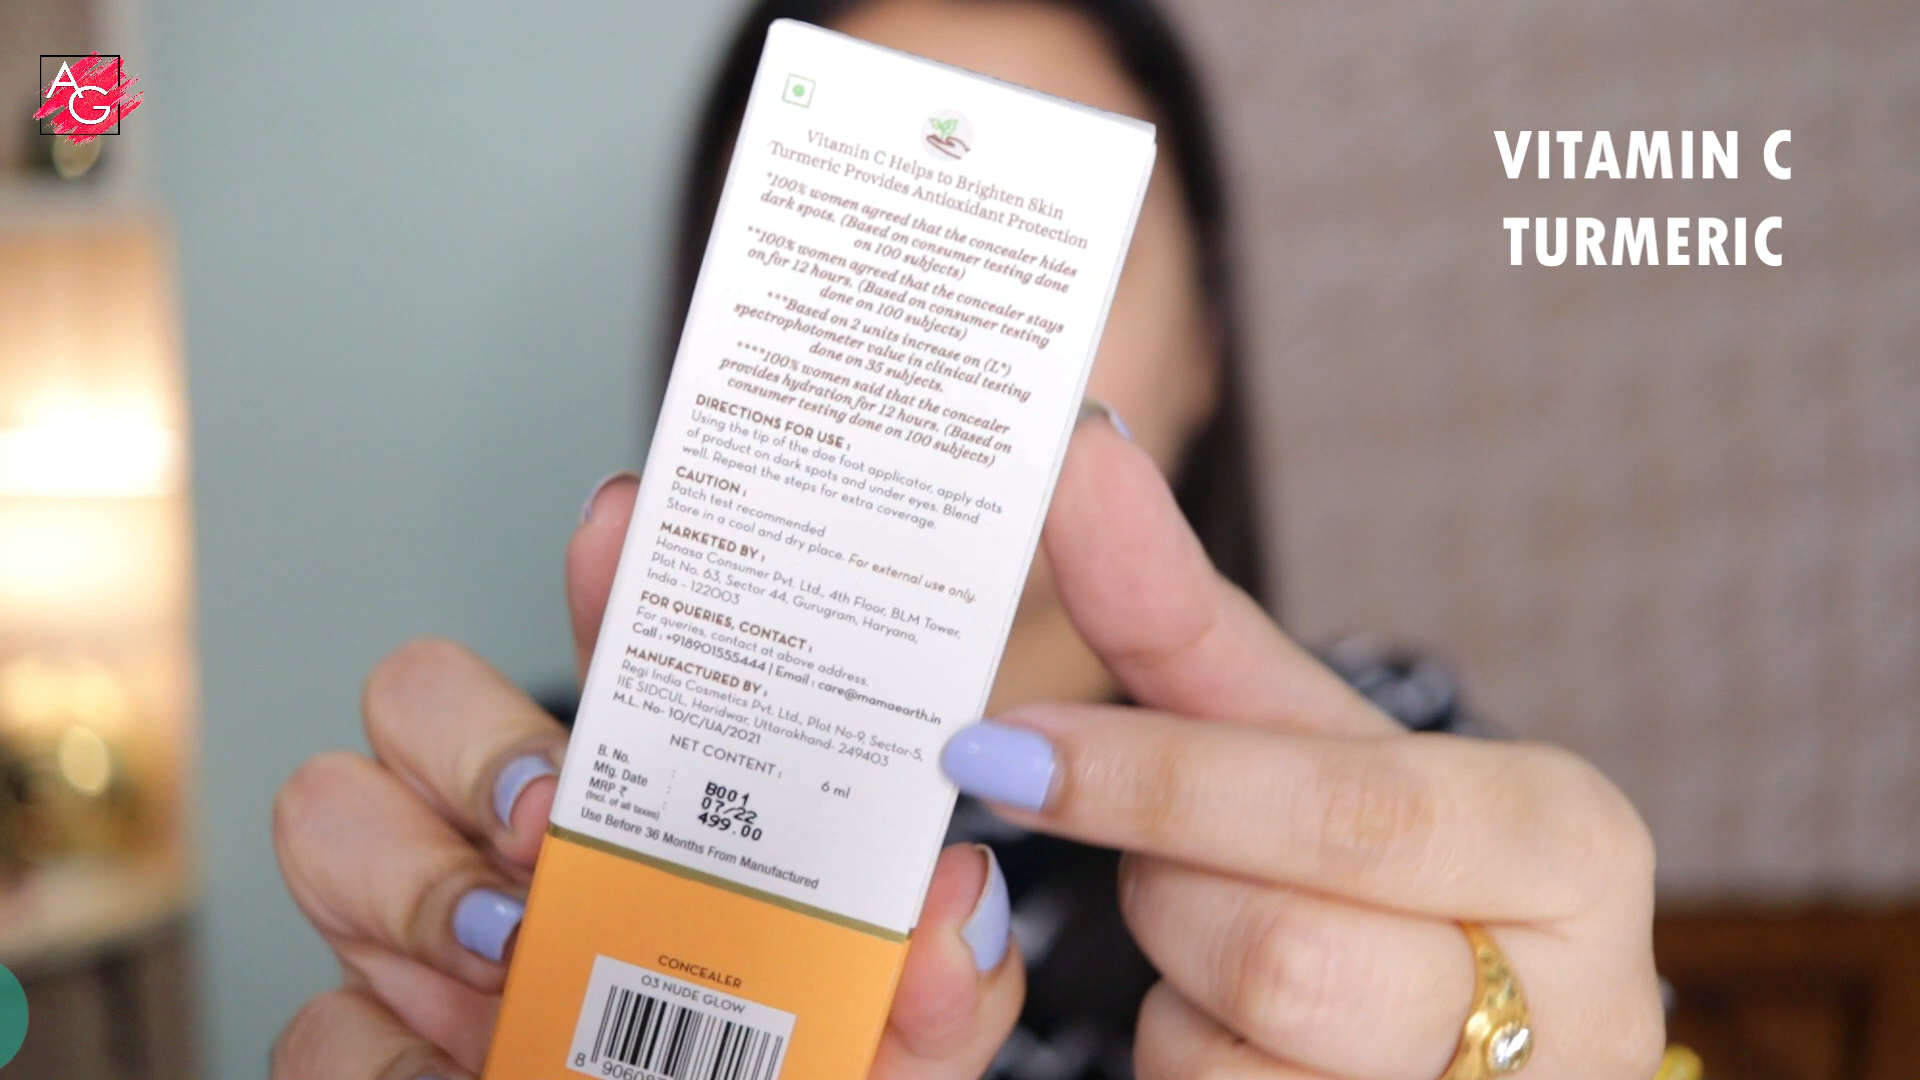 AG
VITAMIN C
TURMERIC
Vitamin C Helps to Brighten Skin
Turmeric Provides Antioxidant Protection
*100% women agreed that the concealer hides
dark spots. (Based on consumer testing done
on 100 subjects)
**100% women agreed that the concealer stays
on for 12 hours. (Based on consumer testing
done on 100 subjects)
***Based on 2 units increase on (L*)
spectrophotometer value in clinical testing
done on 35 subjects.
****100% women said that the concealer
provides hydration for 12 hours. (Based on
consumer testing done on 100 subjects)
DIRECTIONS FOR USE :
Using the tip of the doe foot applicator, apply dots
of product on dark spots and under eyes. Blend
well. Repeat the steps for extra coverage.
CAUTION :
Patch test recommended
Store in a cool and dry place. For external use only.
MARKETED BY :
Honasa Consumer Pvt. Ltd., 4th Floor, BLM Tower,
Plot No. 63, Sector 44, Gurugram, Haryana,
India - 122003
FOR QUERIES, CONTACT :
For queries, contact at above address.
Call : +918901555444 | Email : care@mamaearth.in
MANUFACTURED BY :
Regi India Cosmetics Pvt. Ltd., Plot No-9, Sector-5,
IIE SIDCUL, Haridwar, Uttarakhand- 249403
M.L. No- 10/C/UA/2021
NET CONTENT : 6 ml
B. No. : B001
Mfg. Date : 07/22
MRP ₹ : 499.00
(Incl. of all taxes)
Use Before 36 Months From Manufactured
CONCEALER
03 NUDE GLOW
8 90608